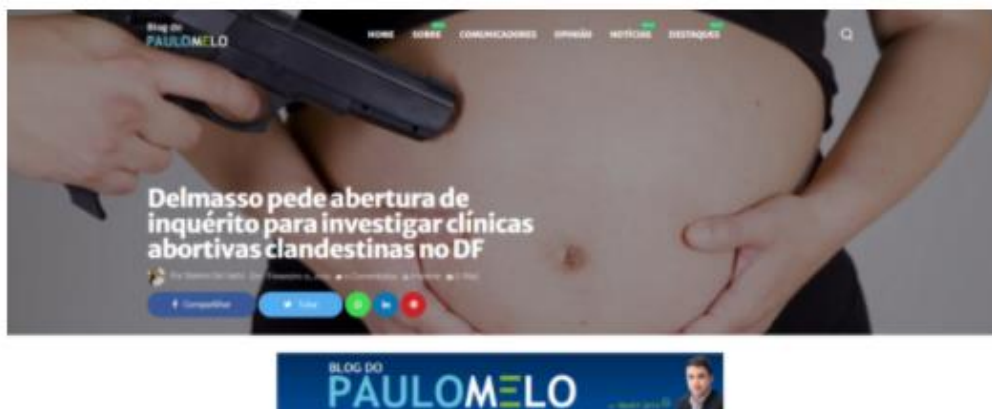 Blog do
PAULOMELO
HOME SOBRE COMUNICADORES OPINIÃO NOTÍCIAS DESTAQUES
Delmasso pede abertura de
inquérito para investigar clínicas
abortivas clandestinas no DF
Compartilhar
BLOG DO
PAULOMELO